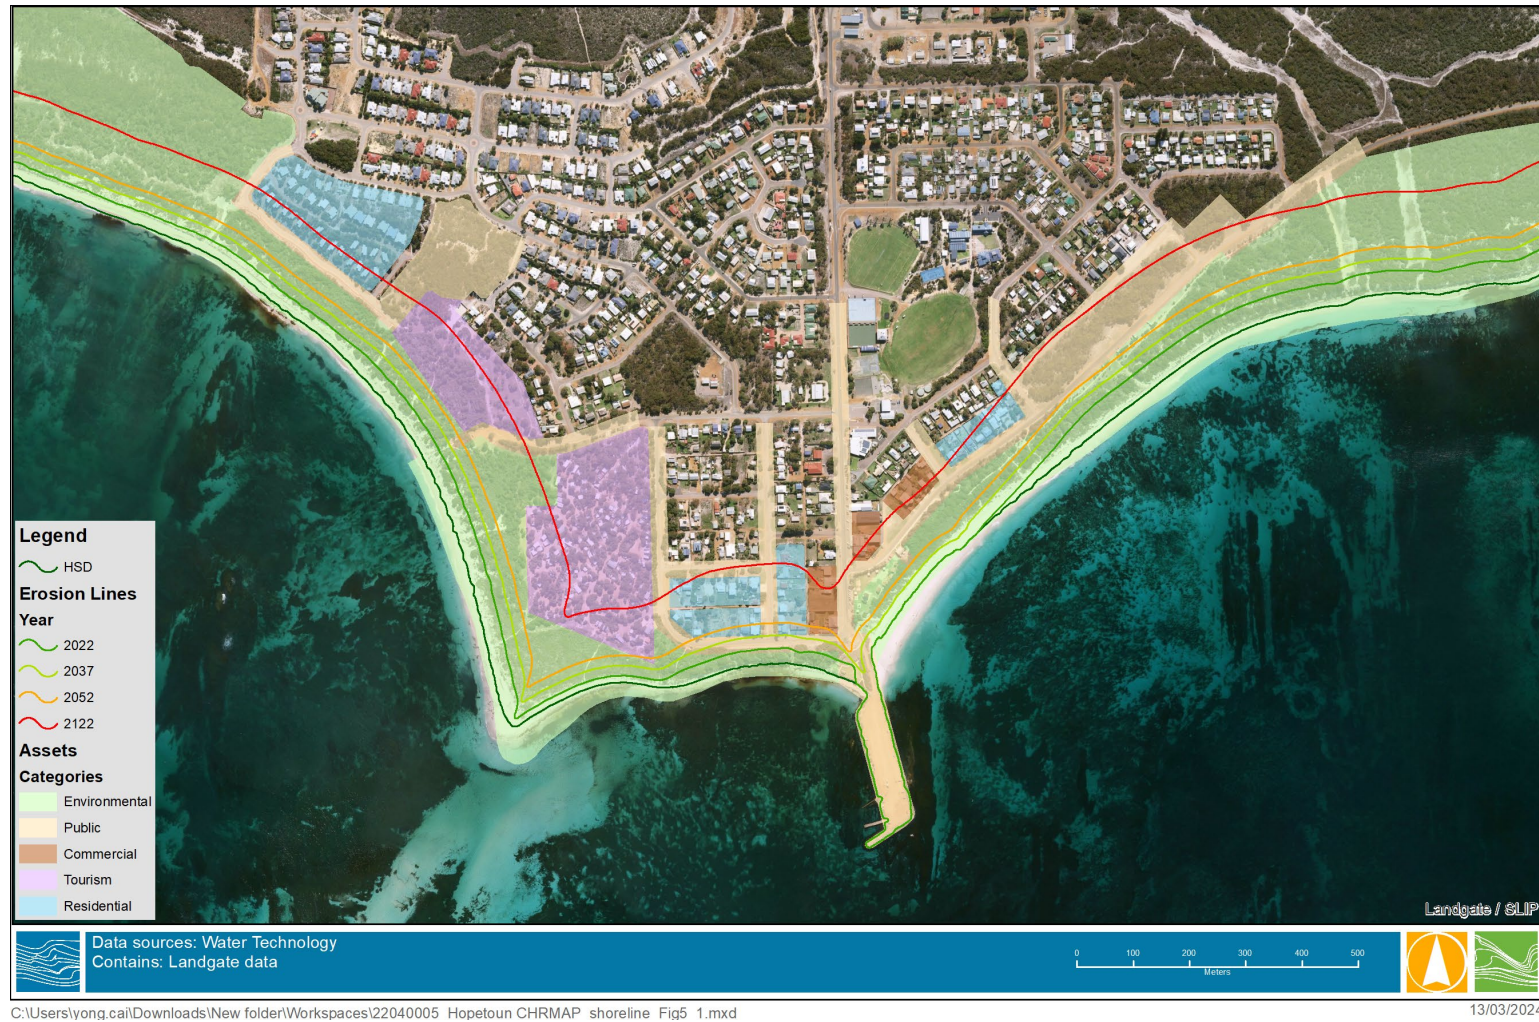 Legend
HSD
Erosion Lines
Year
2022
2037
2052
2122
Assets
Categories
Environmental
Public
Commercial
Tourism
Residential
Landgate / SLIP
Data sources: Water Technology
Contains: Landgate data
0 100 200 300 400 500
Meters
C:\Users\yong.cai\Downloads\New folder\Workspaces\22040005_Hopetoun CHRMAP_shoreline_Fig5_1.mxd
13/03/202